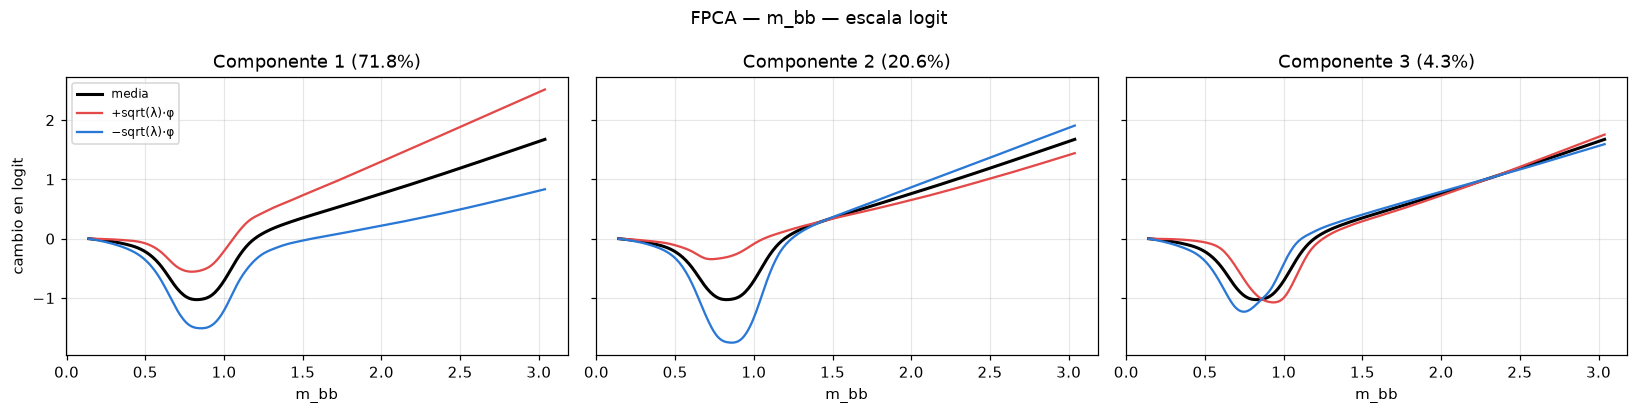 FPCA — m_bb — escala logit
Componente 1 (71.8%)
Componente 2 (20.6%)
Componente 3 (4.3%)
media
+sqrt(λ)·φ
−sqrt(λ)·φ
cambio en logit
2
1
0
−1
0.0 0.5 1.0 1.5 2.0 2.5 3.0
0.0 0.5 1.0 1.5 2.0 2.5 3.0
0.0 0.5 1.0 1.5 2.0 2.5 3.0
m_bb
m_bb
m_bb